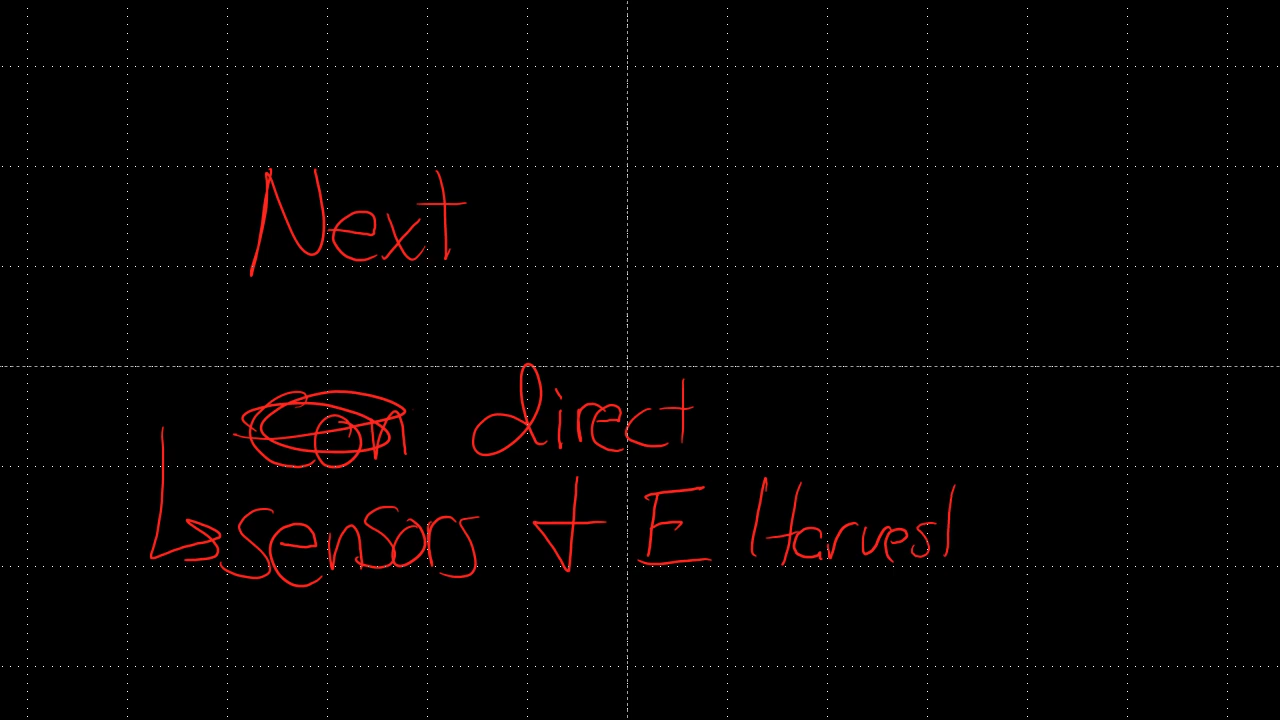 Next
direct
↳ sensors + E Harvest